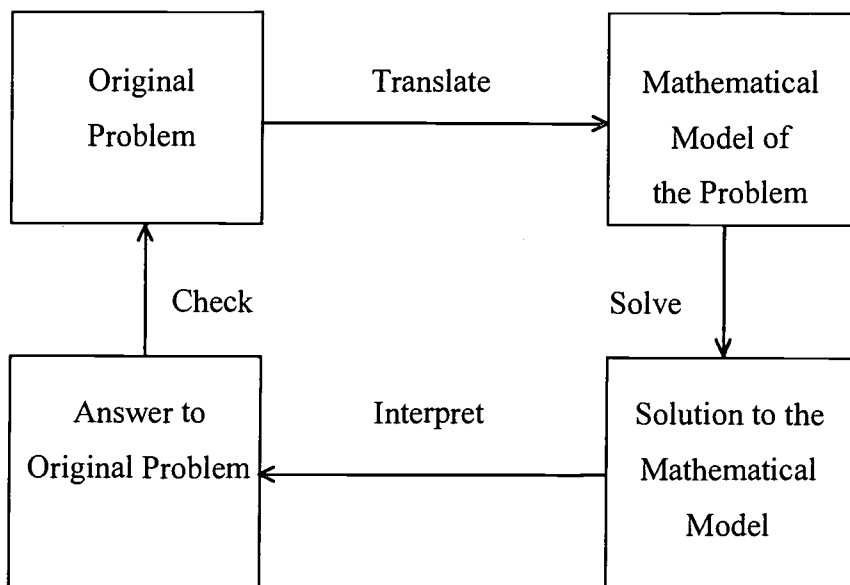 Original
Problem
Translate
Mathematical
Model of
the Problem
Check
Solve
Answer to
Original Problem
Interpret
Solution to the
Mathematical
Model